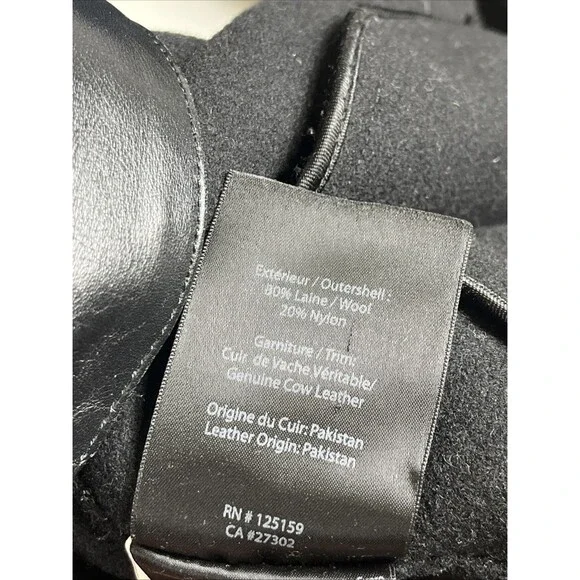 Extérieur / Outershell :
80% Laine / Wool
20% Nylon
Garniture / Trim:
Cuir de Vache Véritable/
Genuine Cow Leather
Origine du Cuir: Pakistan
Leather Origin: Pakistan
RN # 125159
CA #27302